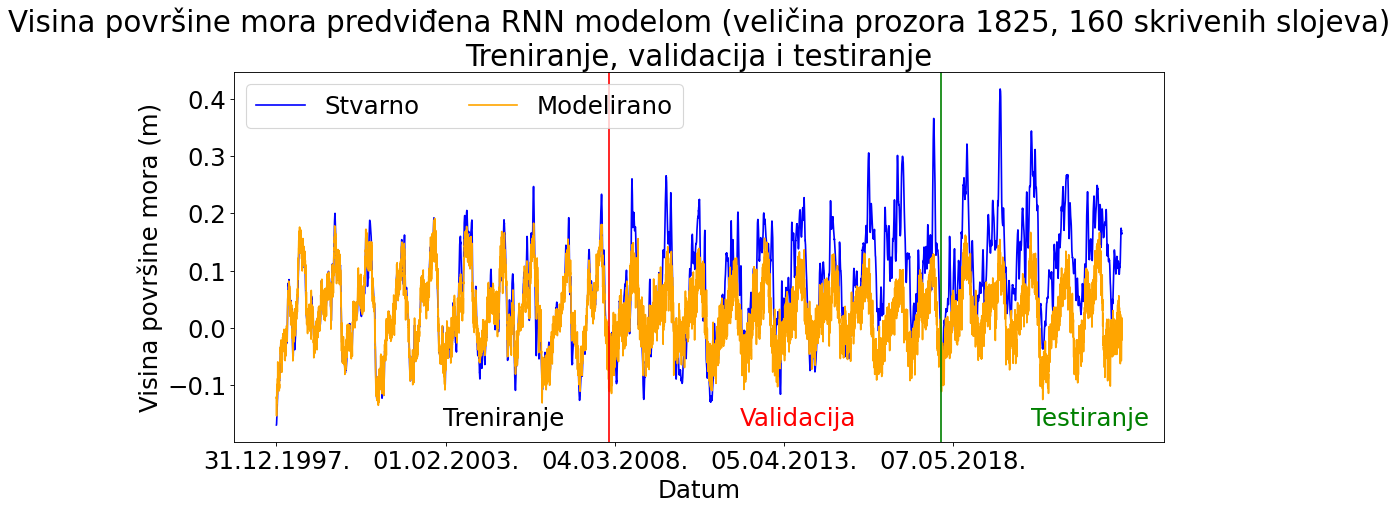 Visina površine mora predviđena RNN modelom (veličina prozora 1825, 160 skrivenih slojeva)
Treniranje, validacija i testiranje
Stvarno
Modelirano
Visina površine mora (m)
0.4
0.3
0.2
0.1
0.0
−0.1
Treniranje
Validacija
Testiranje
31.12.1997.
01.02.2003.
04.03.2008.
05.04.2013.
07.05.2018.
Datum